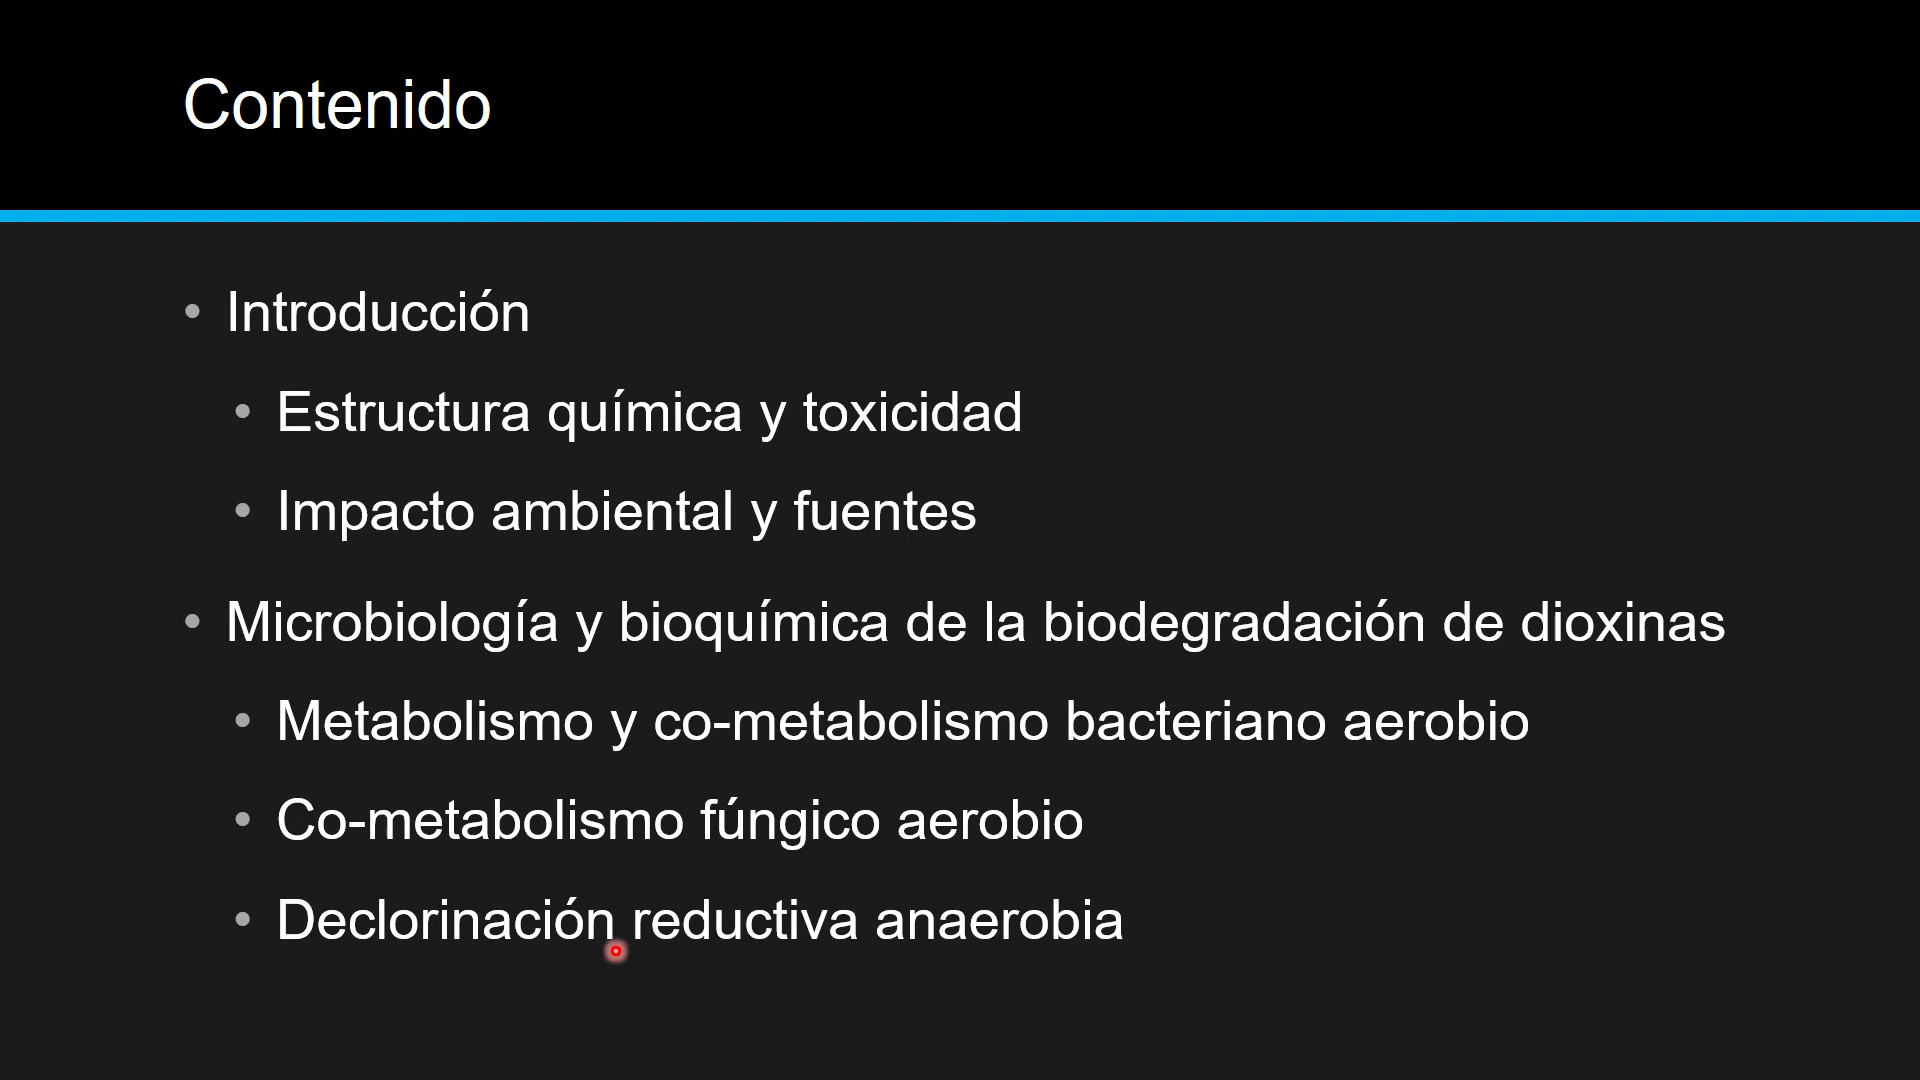 Contenido
• Introducción
• Estructura química y toxicidad
• Impacto ambiental y fuentes
• Microbiología y bioquímica de la biodegradación de dioxinas
• Metabolismo y co-metabolismo bacteriano aerobio
• Co-metabolismo fúngico aerobio
• Declorinación reductiva anaerobia